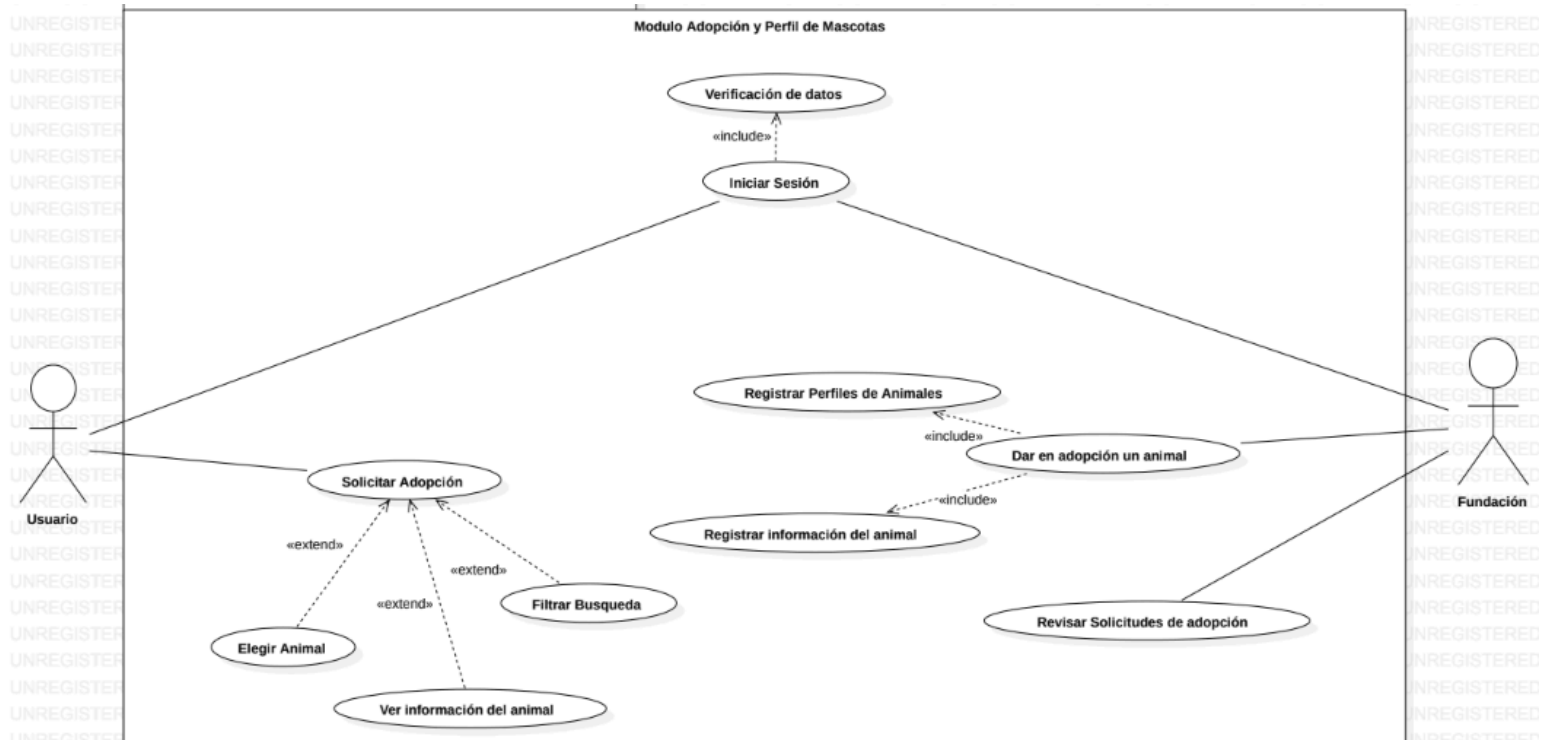 Modulo Adopción y Perfil de Mascotas
Verificación de datos
«include»
Iniciar Sesión
Registrar Perfiles de Animales
«include»
Dar en adopción un animal
Solicitar Adopción
«include»
Usuario
Fundación
Registrar información del animal
«extend»
«extend»
«extend»
Filtrar Busqueda
Revisar Solicitudes de adopción
Elegir Animal
Ver información del animal
UNREGISTERED